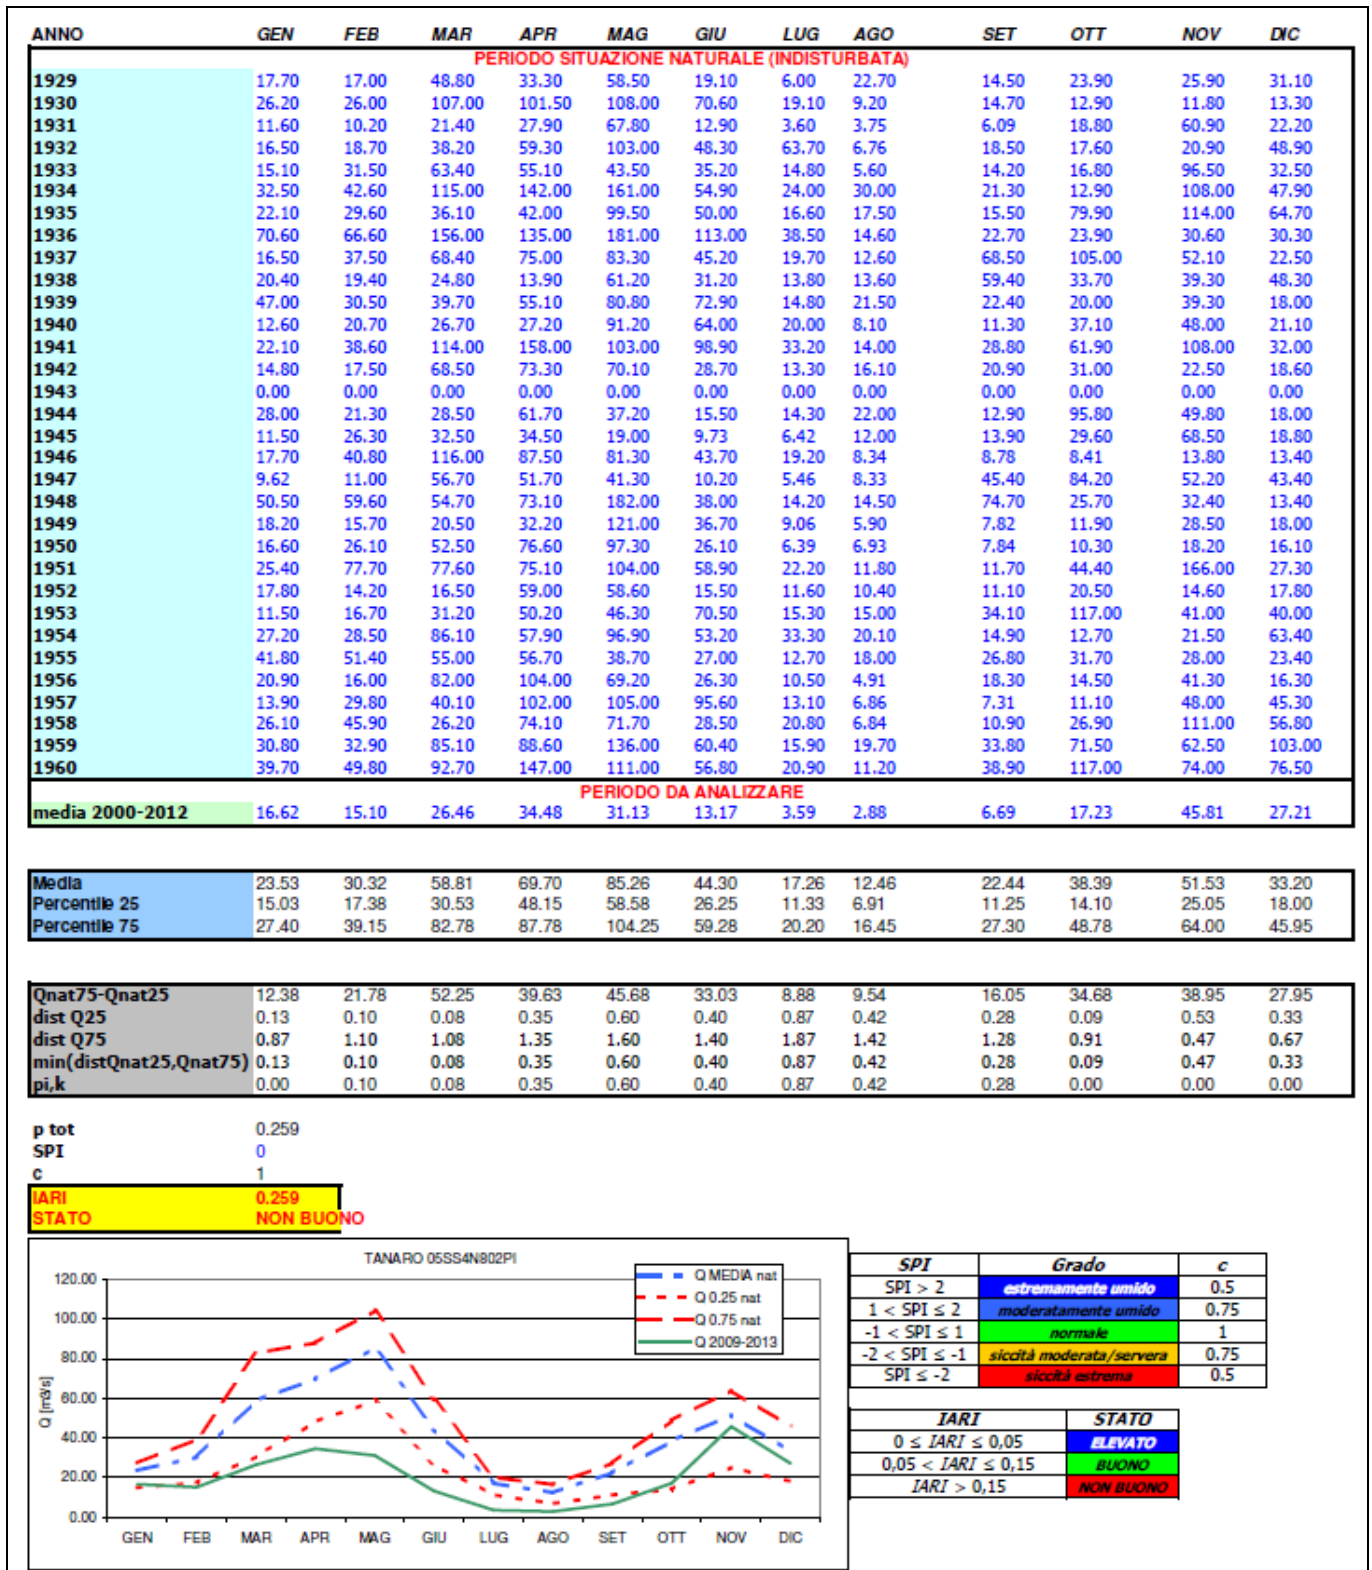 ANNO GEN FEB MAR APR MAG GIU LUG AGO SET OTT NOV DIC
PERIODO SITUAZIONE NATURALE (INDISTURBATA)
1929 17.70 17.00 48.80 33.30 58.50 19.10 6.00 22.70 14.50 23.90 25.90 31.10
1930 26.20 26.00 107.00 101.50 108.00 70.60 19.10 9.20 14.70 12.90 11.80 13.30
1931 11.60 10.20 21.40 27.90 67.80 12.90 3.60 3.75 6.09 18.80 60.90 22.20
1932 16.50 18.70 38.20 59.30 103.00 48.30 63.70 6.76 18.50 17.60 20.90 48.90
1933 15.10 31.50 63.40 55.10 43.50 35.20 14.80 5.60 14.20 16.80 96.50 32.50
1934 32.50 42.60 115.00 142.00 161.00 54.90 24.00 30.00 21.30 12.90 108.00 47.90
1935 22.10 29.60 36.10 42.00 99.50 50.00 16.60 17.50 15.50 79.90 114.00 64.70
1936 70.60 66.60 156.00 135.00 181.00 113.00 38.50 14.60 22.70 23.90 30.60 30.30
1937 16.50 37.50 68.40 75.00 83.30 45.20 19.70 12.60 68.50 105.00 52.10 22.50
1938 20.40 19.40 24.80 13.90 61.20 31.20 13.80 13.60 59.40 33.70 39.30 48.30
1939 47.00 30.50 39.70 55.10 80.80 72.90 14.80 21.50 22.40 20.00 39.30 18.00
1940 12.60 20.70 26.70 27.20 91.20 64.00 20.00 8.10 11.30 37.10 48.00 21.10
1941 22.10 38.60 114.00 158.00 103.00 98.90 33.20 14.00 28.80 61.90 108.00 32.00
1942 14.80 17.50 68.50 73.30 70.10 28.70 13.30 16.10 20.90 31.00 22.50 18.60
1943 0.00 0.00 0.00 0.00 0.00 0.00 0.00 0.00 0.00 0.00 0.00 0.00
1944 28.00 21.30 28.50 61.70 37.20 15.50 14.30 22.00 12.90 95.80 49.80 18.00
1945 11.50 26.30 32.50 34.50 19.00 9.73 6.42 12.00 13.90 29.60 68.50 18.80
1946 17.70 40.80 116.00 87.50 81.30 43.70 19.20 8.34 8.78 8.41 13.80 13.40
1947 9.62 11.00 56.70 51.70 41.30 10.20 5.46 8.33 45.40 84.20 52.20 43.40
1948 50.50 59.60 54.70 73.10 182.00 38.00 14.20 14.50 74.70 25.70 32.40 13.40
1949 18.20 15.70 20.50 32.20 121.00 36.70 9.06 5.90 7.82 11.90 28.50 18.00
1950 16.60 26.10 52.50 76.60 97.30 26.10 6.39 6.93 7.84 10.30 18.20 16.10
1951 25.40 77.70 77.60 75.10 104.00 58.90 22.20 11.80 11.70 44.40 166.00 27.30
1952 17.80 14.20 16.50 59.00 58.60 15.50 11.60 10.40 11.10 20.50 14.60 17.80
1953 11.50 16.70 31.20 50.20 46.30 70.50 15.30 15.00 34.10 117.00 41.00 40.00
1954 27.20 28.50 86.10 57.90 96.90 53.20 33.30 20.10 14.90 12.70 21.50 63.40
1955 41.80 51.40 55.00 56.70 38.70 27.00 12.70 18.00 26.80 31.70 28.00 23.40
1956 20.90 16.00 82.00 104.00 69.20 26.30 10.50 4.91 18.30 14.50 41.30 16.30
1957 13.90 29.80 40.10 102.00 105.00 95.60 13.10 6.86 7.31 11.10 48.00 45.30
1958 26.10 45.90 26.20 74.10 71.70 28.50 20.80 6.84 10.90 26.90 111.00 56.80
1959 30.80 32.90 85.10 88.60 136.00 60.40 15.90 19.70 33.80 71.50 62.50 103.00
1960 39.70 49.80 92.70 147.00 111.00 56.80 20.90 11.20 38.90 117.00 74.00 76.50
PERIODO DA ANALIZZARE
media 2000-2012 16.62 15.10 26.46 34.48 31.13 13.17 3.59 2.88 6.69 17.23 45.81 27.21
Media 23.53 30.32 58.81 69.70 85.26 44.30 17.26 12.46 22.44 38.39 51.53 33.20
Percentile 25 15.03 17.38 30.53 48.15 58.58 26.25 11.33 6.91 11.25 14.10 25.05 18.00
Percentile 75 27.40 39.15 82.78 87.78 104.25 59.28 20.20 16.45 27.30 48.78 64.00 45.95
Qnat75-Qnat25 12.38 21.78 52.25 39.63 45.68 33.03 8.88 9.54 16.05 34.68 38.95 27.95
dist Q25 0.13 0.10 0.08 0.35 0.60 0.40 0.87 0.42 0.28 0.09 0.53 0.33
dist Q75 0.87 1.10 1.08 1.35 1.60 1.40 1.87 1.42 1.28 0.91 0.47 0.67
min(distQnat25,Qnat75) 0.13 0.10 0.08 0.35 0.60 0.40 0.87 0.42 0.28 0.09 0.47 0.33
pi,k 0.00 0.10 0.08 0.35 0.60 0.40 0.87 0.42 0.28 0.00 0.00 0.00
p tot 0.259
SPI 0
c 1
IARI 0.259
STATO NON BUONO
TANARO 05SS4N802PI
Q MEDIA nat
Q 0.25 nat
Q 0.75 nat
Q 2009-2013
Q [m3/s]
120.00
100.00
80.00
60.00
40.00
20.00
0.00
GEN FEB MAR APR MAG GIU LUG AGO SET OTT NOV DIC
SPI Grado c
SPI > 2 estremamente umido 0.5
1 < SPI ≤ 2 moderatamente umido 0.75
-1 < SPI ≤ 1 normale 1
-2 < SPI ≤ -1 siccità moderata/servera 0.75
SPI ≤ -2 siccità estrema 0.5
IARI STATO
0 ≤ IARI ≤ 0,05 ELEVATO
0,05 < IARI ≤ 0,15 BUONO
IARI > 0,15 NON BUONO